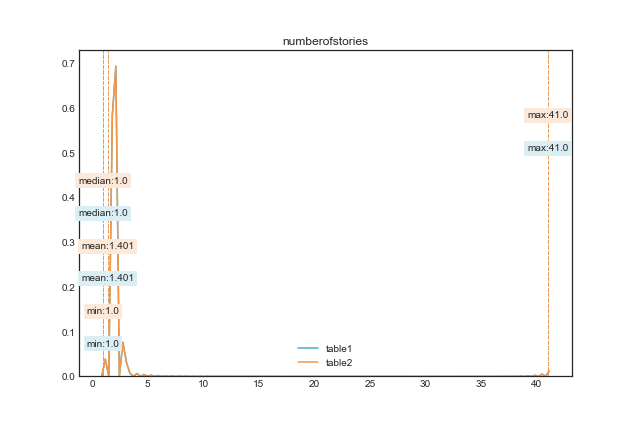 numberofstories
0.7
0.6
0.5
0.4
0.3
0.2
0.1
0.0
max:41.0
max:41.0
median:1.0
median:1.0
mean:1.401
mean:1.401
min:1.0
min:1.0
table1
table2
0 5 10 15 20 25 30 35 40